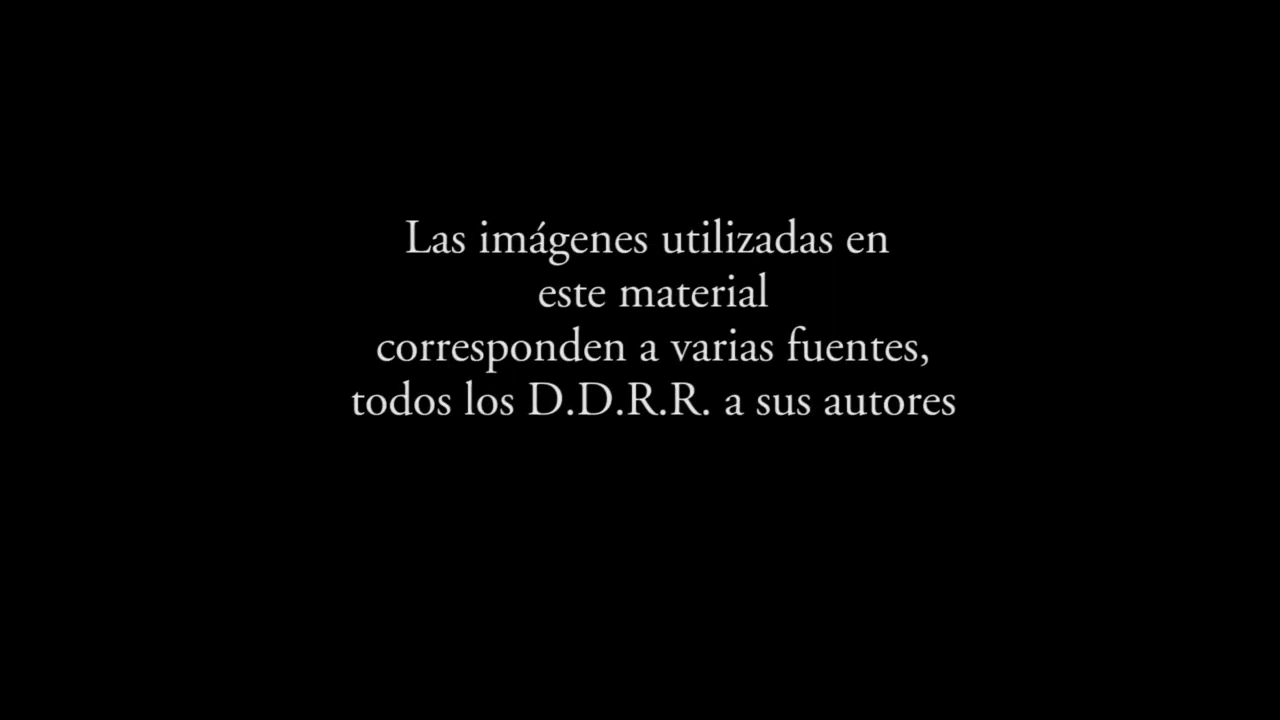 Las imágenes utilizadas en
este material
corresponden a varias fuentes,
todos los D.D.R.R. a sus autores